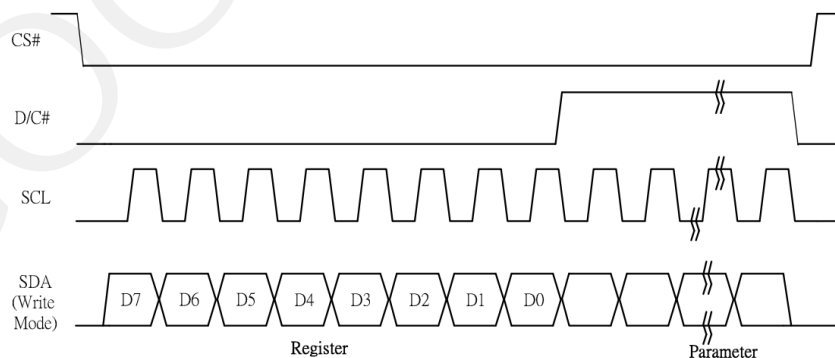 CS#
D/C#
SCL
SDA
(Write
Mode)
D7 D6 D5 D4 D3 D2 D1 D0
Register Parameter